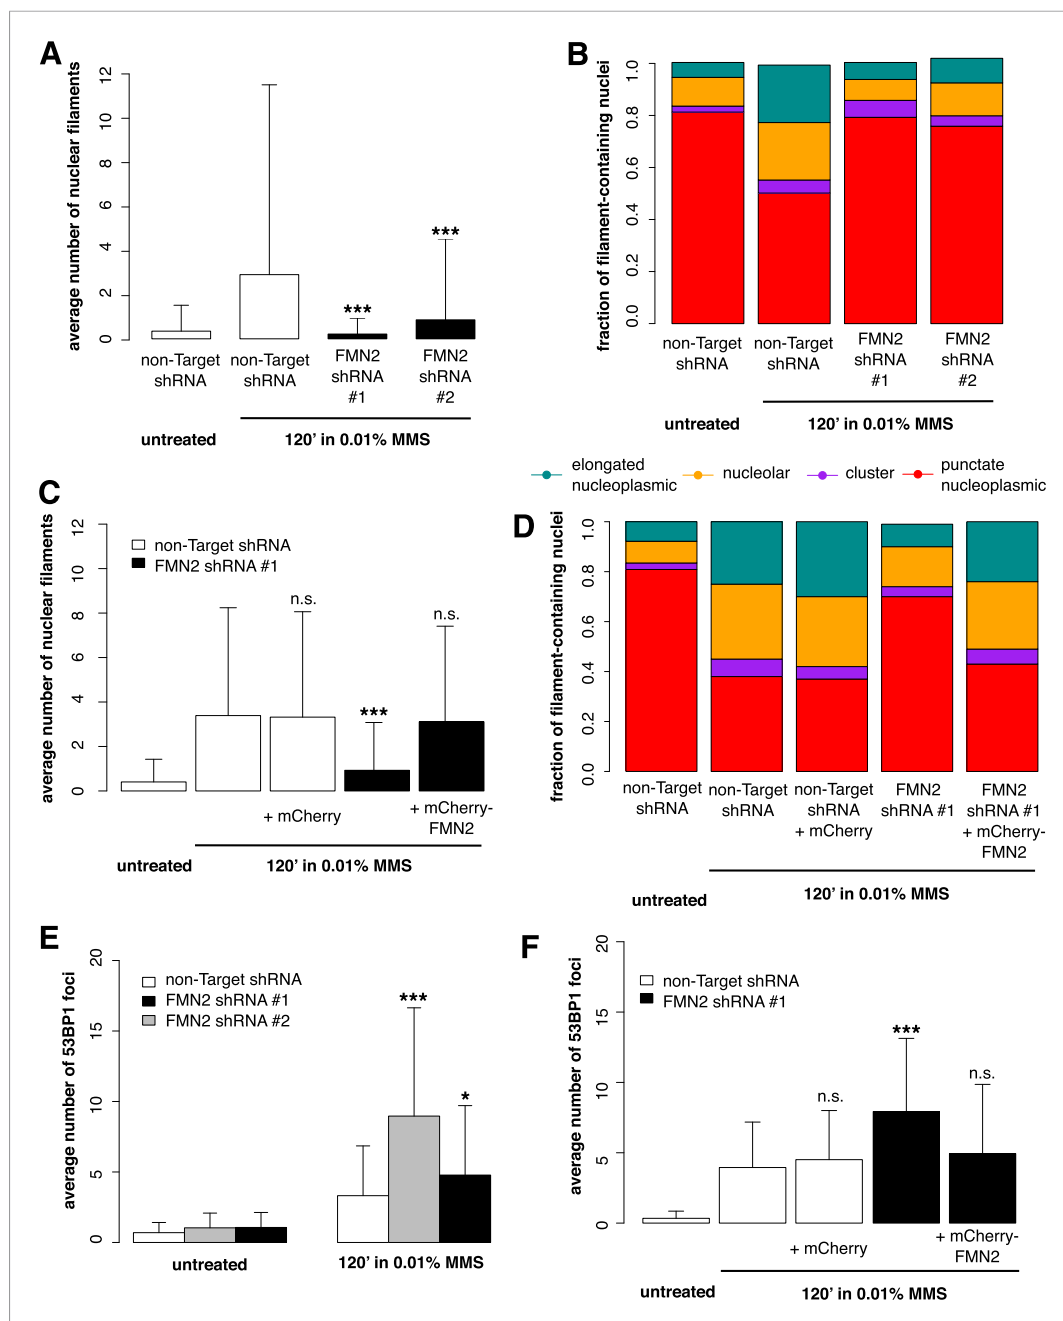 A
average number of nuclear filaments
0
2
4
6
8
10
12
non-Target
shRNA
non-Target
shRNA
FMN2
shRNA
#1
FMN2
shRNA
#2
***
***
untreated
120' in 0.01% MMS
B
fraction of filament-containing nuclei
0.0
0.2
0.4
0.6
0.8
1.0
non-Target
shRNA
non-Target
shRNA
FMN2
shRNA
#1
FMN2
shRNA
#2
untreated
120' in 0.01% MMS
elongated
nucleoplasmic
nucleolar
cluster
punctate
nucleoplasmic
C
average number of nuclear filaments
0
2
4
6
8
10
12
non-Target shRNA
FMN2 shRNA #1
n.s.
***
n.s.
+ mCherry
+ mCherry-
FMN2
untreated
120' in 0.01% MMS
D
fraction of filament-containing nuclei
0.0
0.2
0.4
0.6
0.8
1.0
non-Target
shRNA
non-Target
shRNA
non-Target
shRNA
+ mCherry
FMN2
shRNA #1
FMN2
shRNA #1
+ mCherry-
FMN2
untreated
120' in 0.01% MMS
E
average number of 53BP1 foci
0
5
10
15
20
non-Target shRNA
FMN2 shRNA #1
FMN2 shRNA #2
***
*
untreated
120' in 0.01% MMS
F
average number of 53BP1 foci
0
5
10
15
20
non-Target shRNA
FMN2 shRNA #1
n.s.
***
n.s.
+ mCherry
+ mCherry-
FMN2
untreated
120' in 0.01% MMS